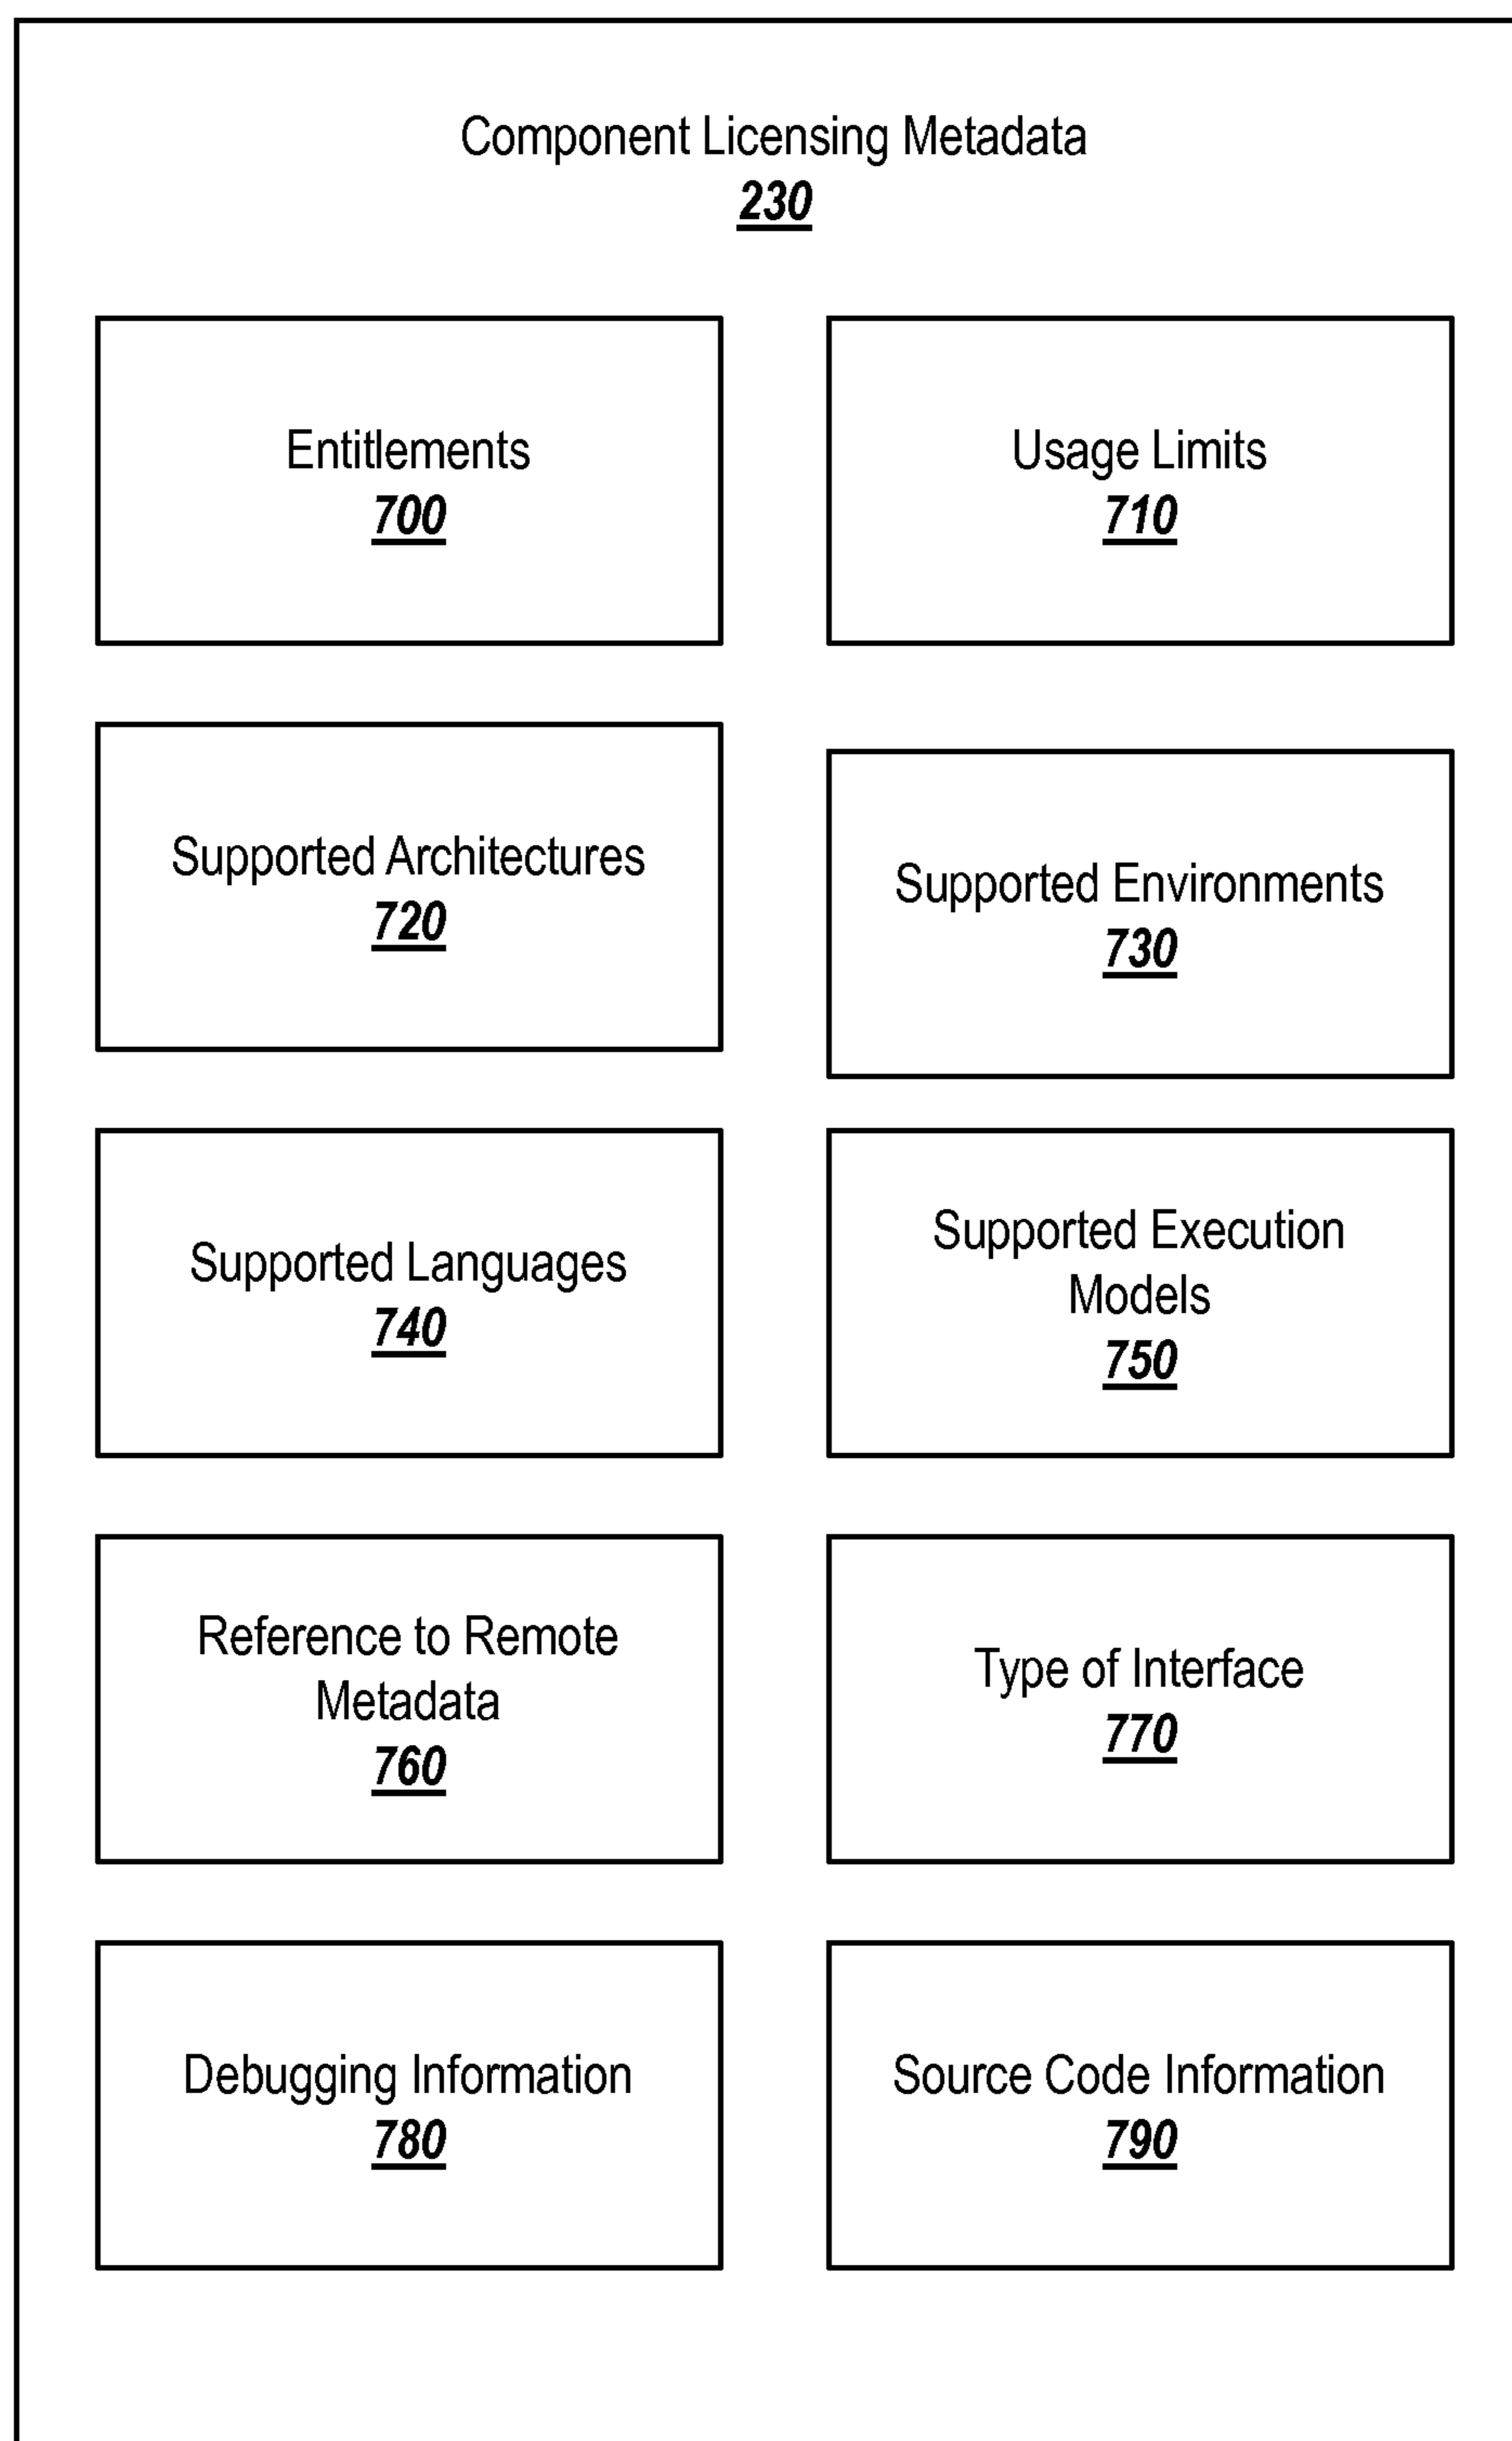 Component Licensing Metadata
230
Entitlements
700
Usage Limits
710
Supported Architectures
720
Supported Environments
730
Supported Languages
740
Supported Execution
Models
750
Reference to Remote
Metadata
760
Type of Interface
770
Debugging Information
780
Source Code Information
790